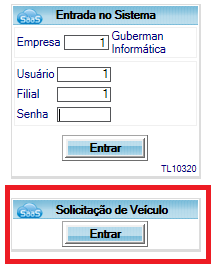 SaaS Entrada no Sistema
Empresa 1 Guberman
Informática
Usuário 1
Filial 1
Senha
Entrar
TL10320
SaaS Solicitação de Veículo
Entrar